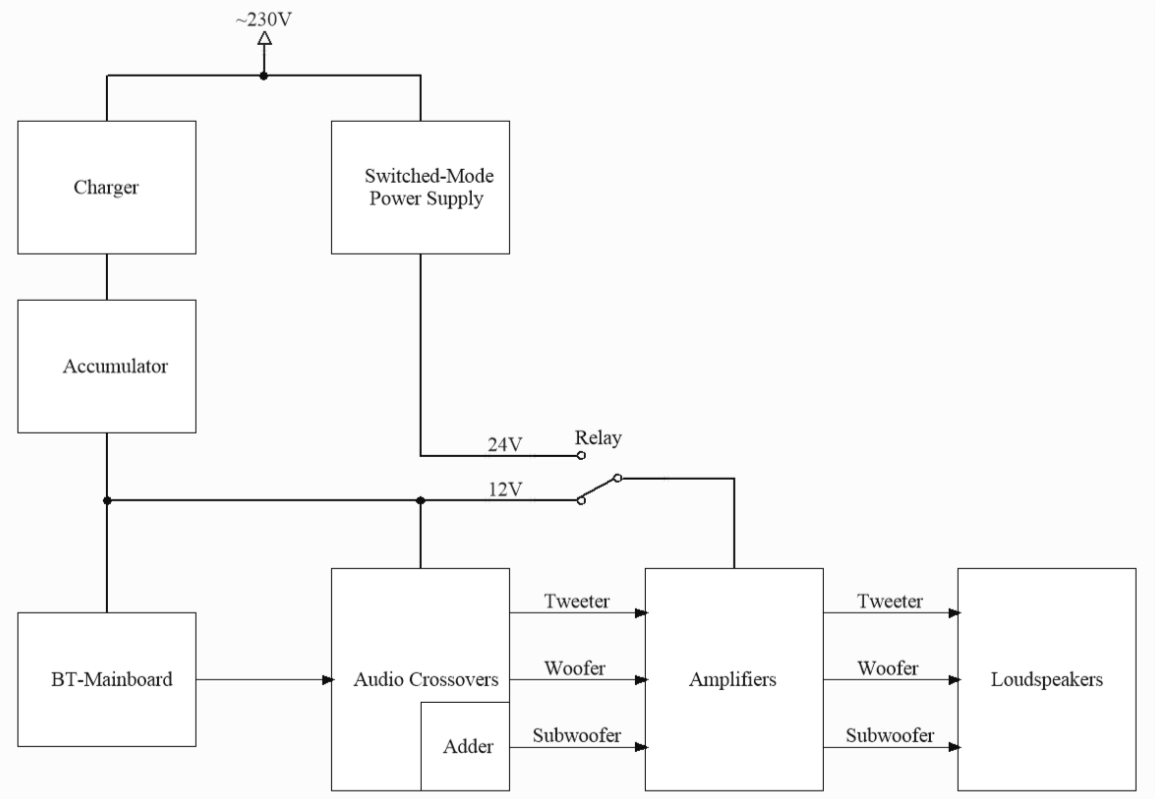 ~230V
Charger
Switched-Mode
Power Supply
Accumulator
24V
Relay
12V
Tweeter
Tweeter
BT-Mainboard
Audio Crossovers
Woofer
Amplifiers
Woofer
Loudspeakers
Adder
Subwoofer
Subwoofer